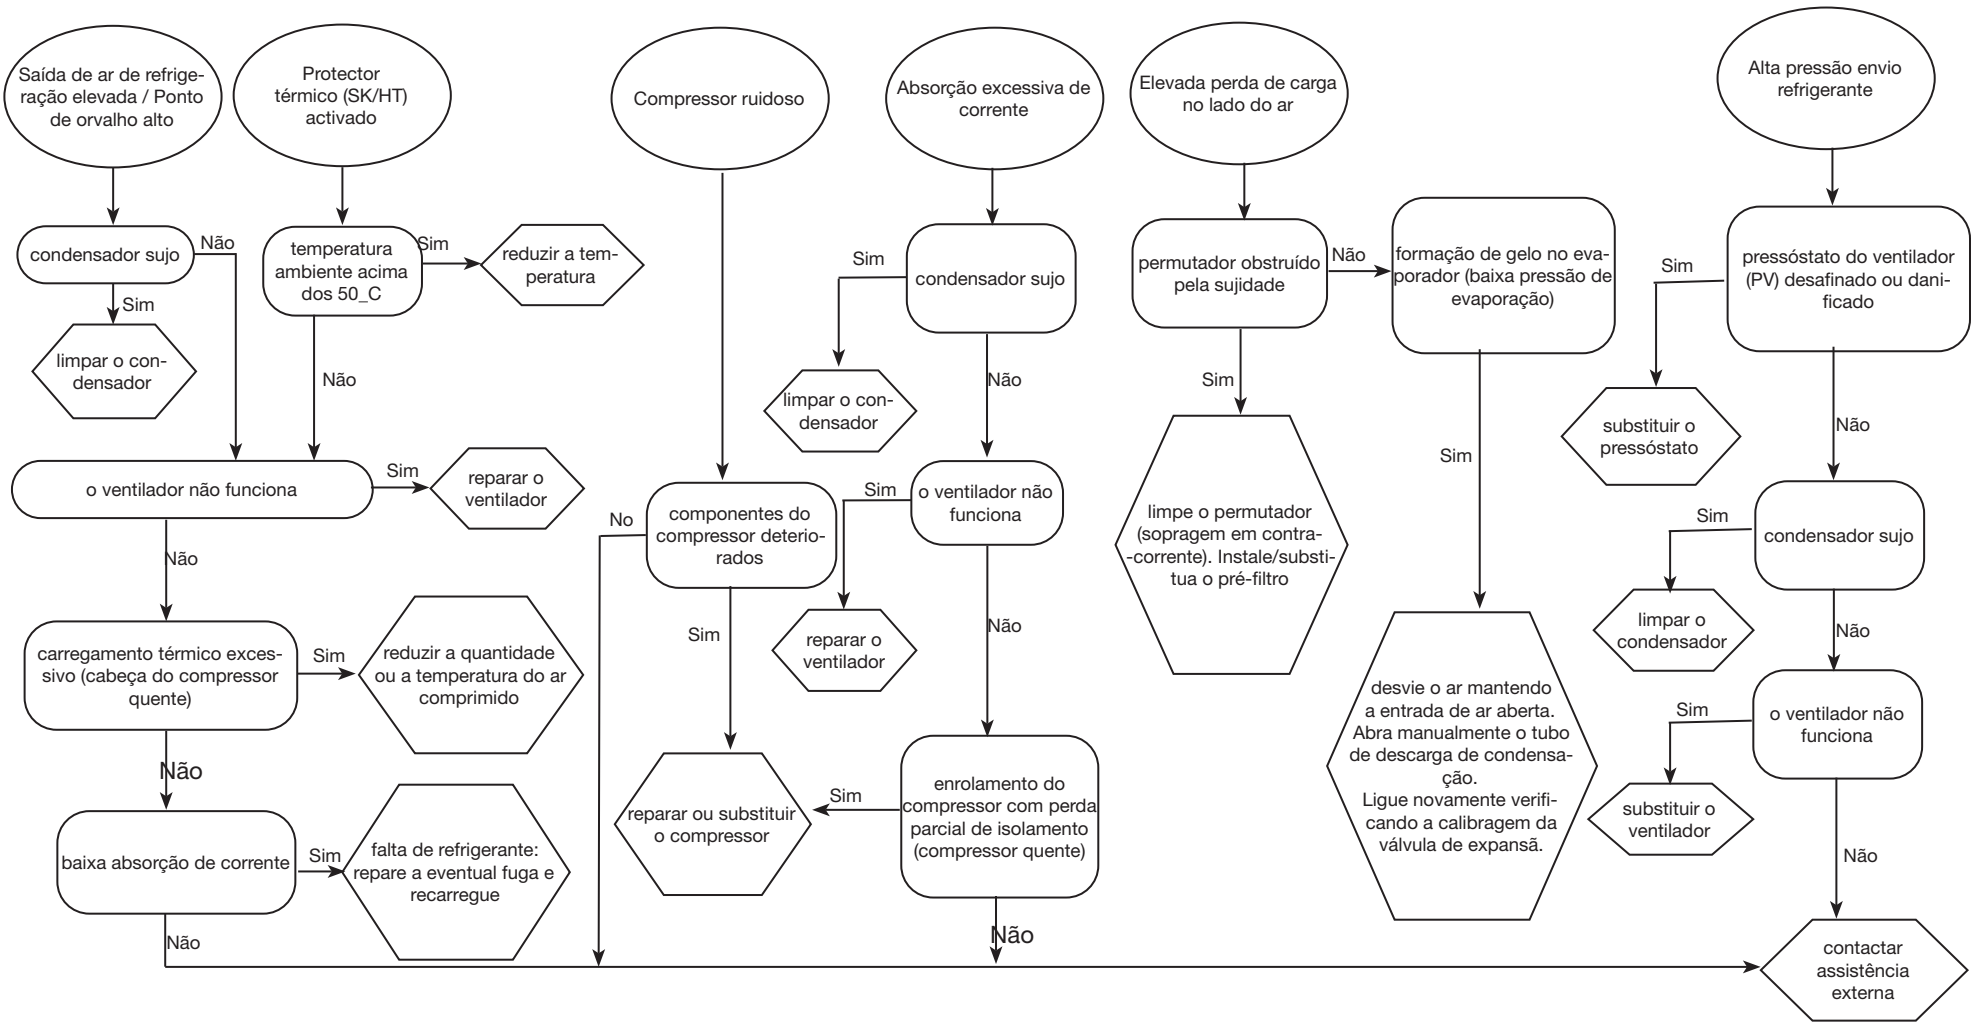 Saída de ar de refrige-
ração elevada / Ponto
de orvalho alto
condensador sujo
Não
Sim
limpar o con-
densador
Protector
térmico (SK/HT)
activado
temperatura
ambiente acima
dos 50_C
Sim
reduzir a tem-
peratura
Não
o ventilador não funciona
Sim
reparar o
ventilador
Não
carregamento térmico exces-
sivo (cabeça do compressor
quente)
Sim
reduzir a quantidade
ou a temperatura do ar
comprimido
Não
baixa absorção de corrente
Sim
falta de refrigerante:
repare a eventual fuga e
recarregue
Não
Compressor ruidoso
componentes do
compressor deterio-
rados
No
Sim
reparar ou substituir
o compressor
Absorção excessiva de
corrente
condensador sujo
Sim
limpar o con-
densador
Não
o ventilador não
funciona
Sim
reparar o
ventilador
Não
enrolamento do
compressor com perda
parcial de isolamento
(compressor quente)
Sim
Não
Elevada perda de carga
no lado do ar
permutador obstruído
pela sujidade
Não
Sim
limpe o permutador
(sopragem em contra-
-corrente). Instale/substi-
tua o pré-filtro
formação de gelo no eva-
porador (baixa pressão de
evaporação)
Sim
desvie o ar mantendo
a entrada de ar aberta.
Abra manualmente o tubo
de descarga de condensa-
ção.
Ligue novamente verifi-
cando a calibragem da
válvula de expansã.
Alta pressão envio
refrigerante
pressóstato do ventilador
(PV) desafinado ou dani-
ficado
Sim
substituir o
pressóstato
Não
condensador sujo
Sim
limpar o
condensador
Não
o ventilador não
funciona
Sim
substituir o
ventilador
Não
contactar
assistência
externa